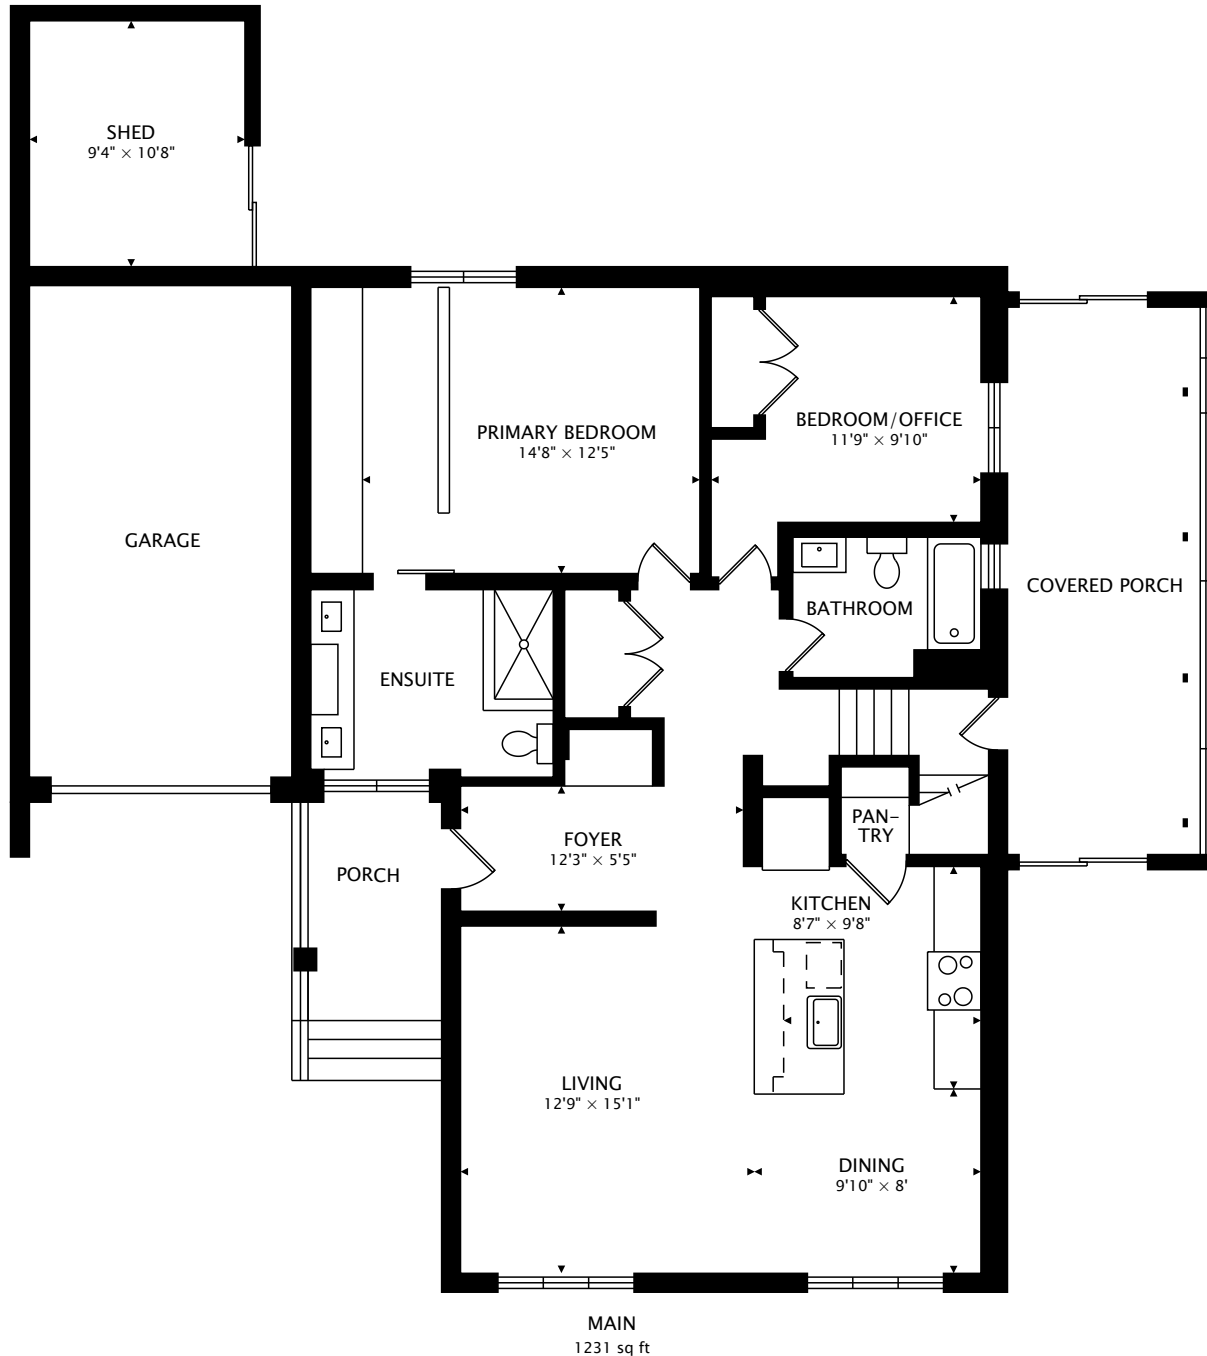 SHED
9'4" × 10'8"
PRIMARY BEDROOM
14'8" × 12'5"
BEDROOM/OFFICE
11'9" × 9'10"
GARAGE
COVERED PORCH
BATHROOM
ENSUITE
PAN-
TRY
FOYER
12'3" × 5'5"
PORCH
KITCHEN
8'7" × 9'8"
LIVING
12'9" × 15'1"
DINING
9'10" × 8'
MAIN
1231 sq ft